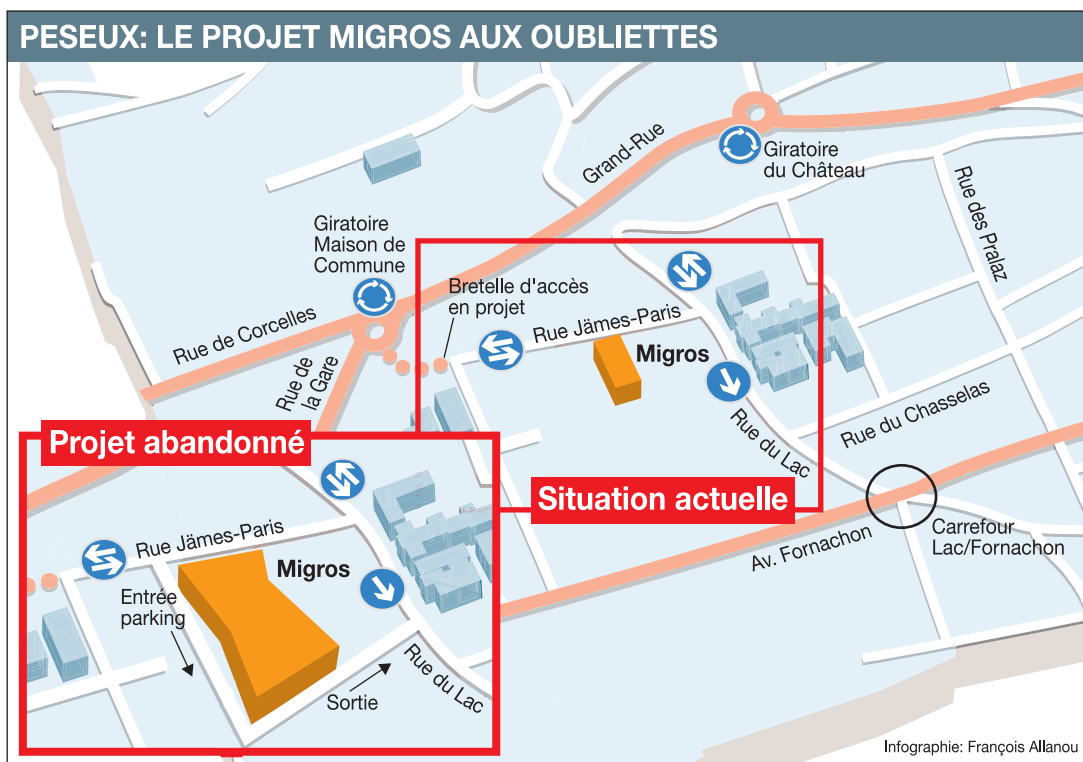 PESEUX: LE PROJET MIGROS AUX OUBLIETTES
Grand-Rue
Giratoire
du Château
Rue des Pralaz
Giratoire
Maison de
Commune
Bretelle d'accès
en projet
Rue de Corcelles
Rue Jämes-Paris
Migros
Rue de
la Gare
Rue du Lac
Rue du Chasselas
Projet abandonné
Situation actuelle
Av. Fornachon
Carrefour
Lac/Fornachon
Rue Jämes-Paris
Migros
Entrée
parking
Sortie
Rue du Lac
Infographie: François Allanou